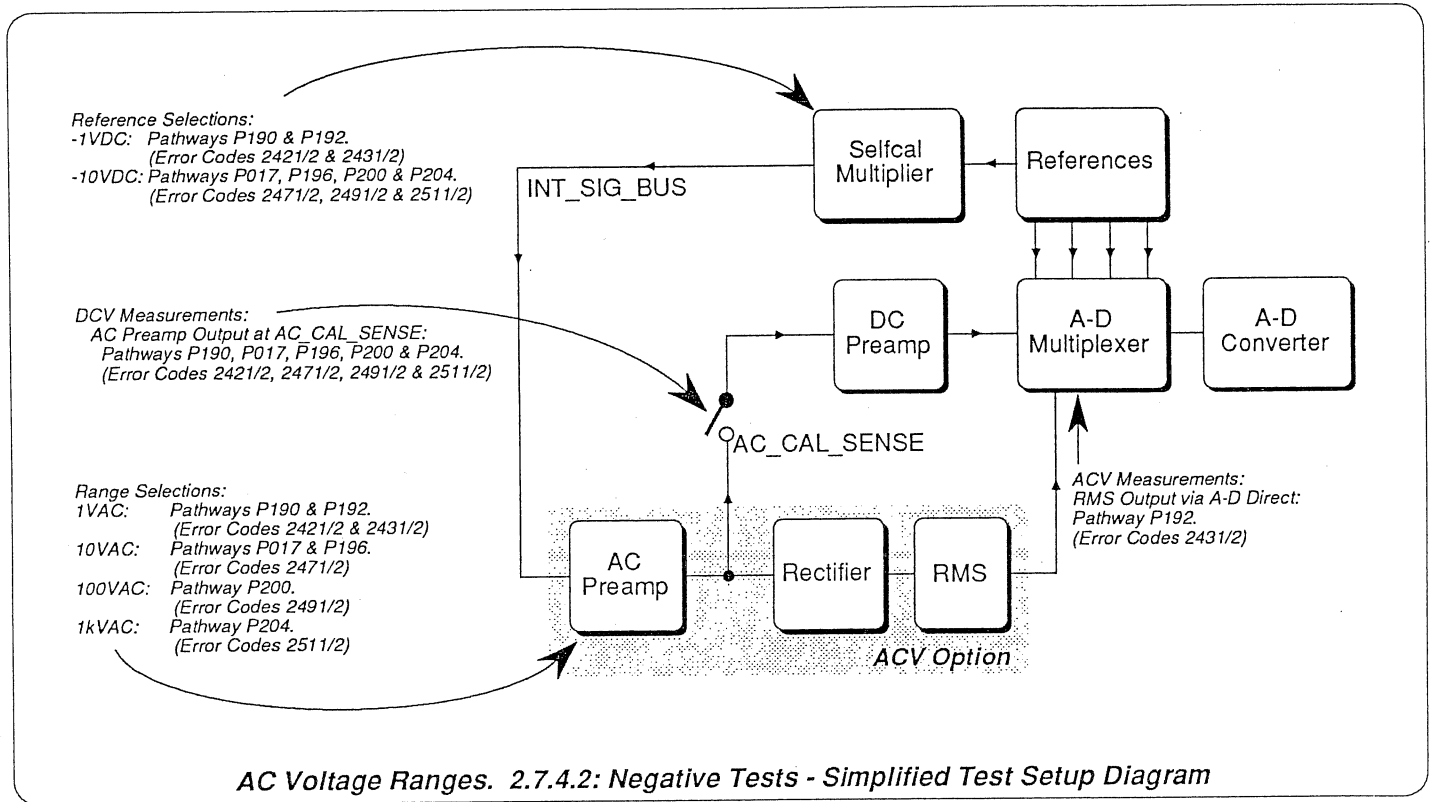 Reference Selections:
-1VDC: Pathways P190 & P192.
(Error Codes 2421/2 & 2431/2)
-10VDC: Pathways P017, P196, P200 & P204.
(Error Codes 2471/2, 2491/2 & 2511/2)
Selfcal
Multiplier
References
INT_SIG_BUS
DCV Measurements:
AC Preamp Output at AC_CAL_SENSE:
Pathways P190, P017, P196, P200 & P204.
(Error Codes 2421/2, 2471/2, 2491/2 & 2511/2)
DC
Preamp
A-D
Multiplexer
A-D
Converter
AC_CAL_SENSE
Range Selections:
1VAC: Pathways P190 & P192.
(Error Codes 2421/2 & 2431/2)
10VAC: Pathways P017 & P196.
(Error Codes 2471/2)
100VAC: Pathway P200.
(Error Codes 2491/2)
1kVAC: Pathway P204.
(Error Codes 2511/2)
ACV Measurements:
RMS Output via A-D Direct:
Pathway P192.
(Error Codes 2431/2)
AC
Preamp
Rectifier
RMS
ACV Option
AC Voltage Ranges. 2.7.4.2: Negative Tests - Simplified Test Setup Diagram